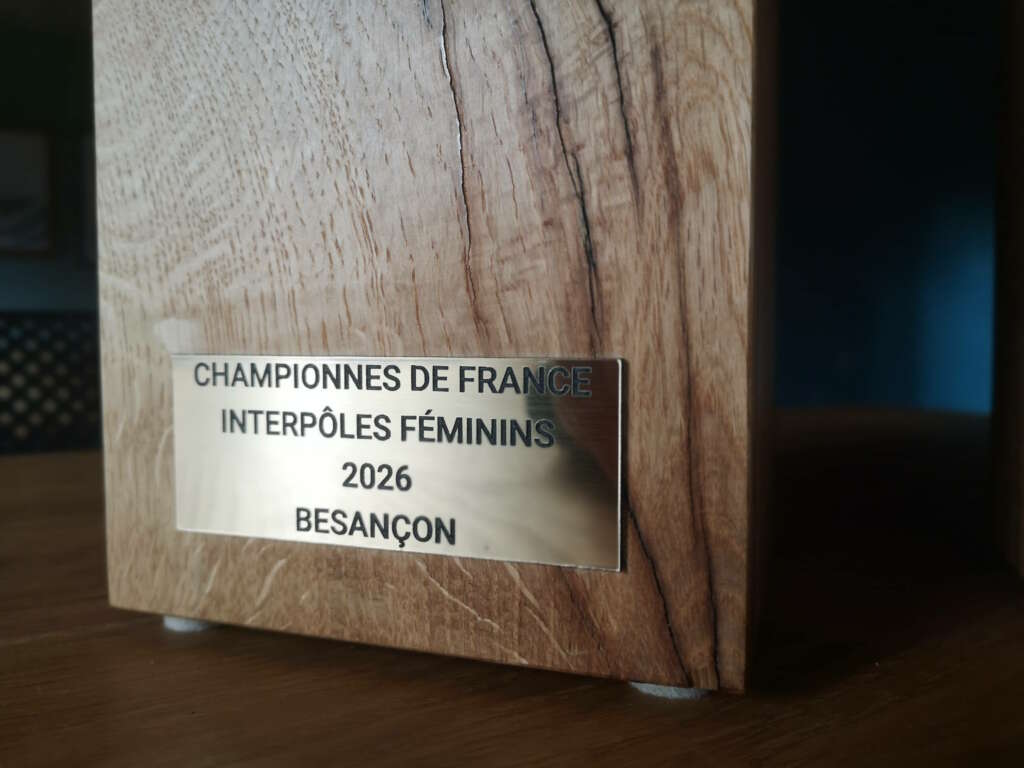 CHAMPIONNES DE FRANCE
INTERPÔLES FÉMININS
2026
BESANÇON